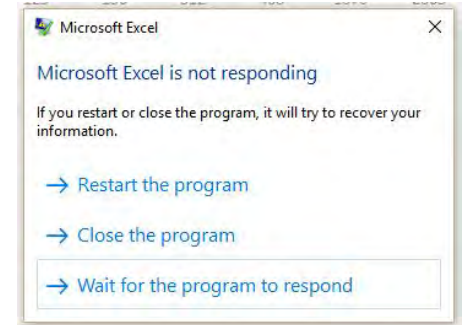 Microsoft Excel
Microsoft Excel is not responding
If you restart or close the program, it will try to recover your
information.
→ Restart the program
→ Close the program
→ Wait for the program to respond